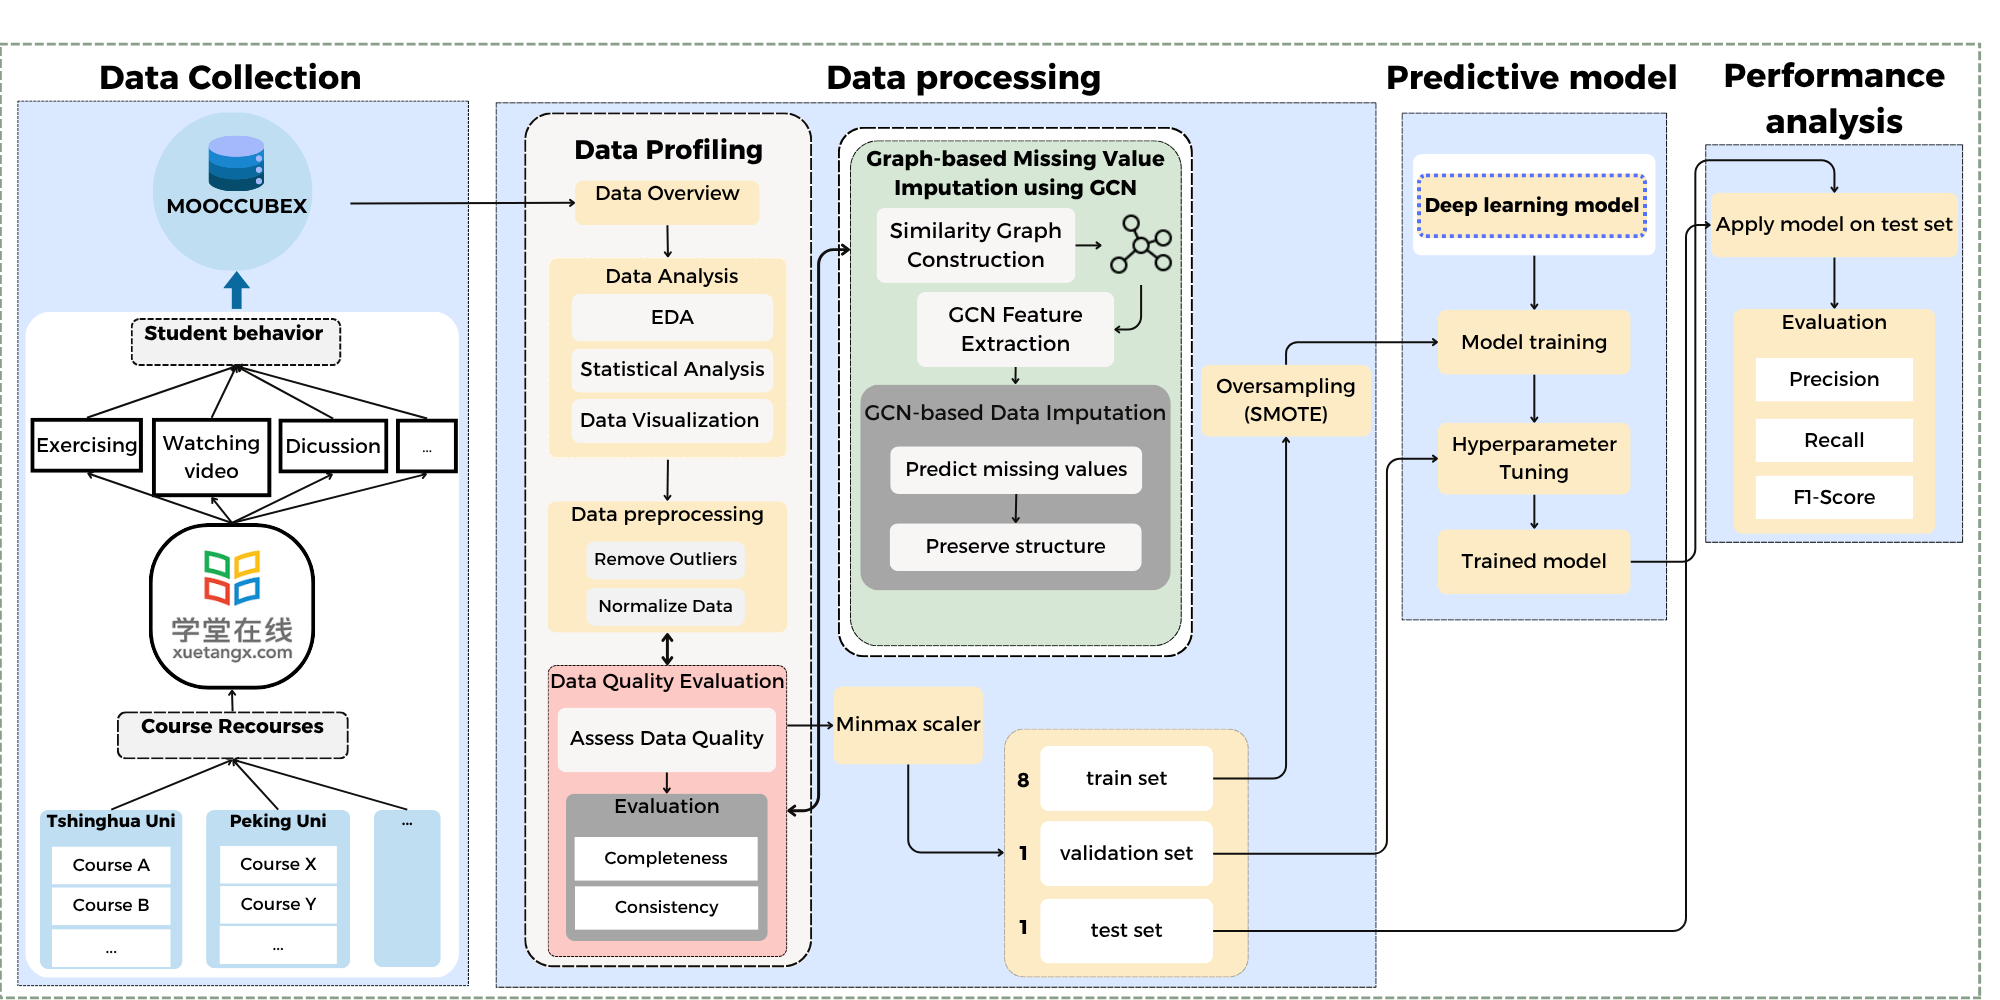 Data Collection
MOOCCUBEX
Student behavior
Exercising
Watching
video
Dicussion
...
学堂在线
xuetangx.com
Course Recourses
Tshinghua Uni
Course A
Course B
...
Peking Uni
Course X
Course Y
...
...
Data processing
Data Profiling
Data Overview
Data Analysis
EDA
Statistical Analysis
Data Visualization
Data preprocessing
Remove Outliers
Normalize Data
Data Quality Evaluation
Assess Data Quality
Evaluation
Completeness
Consistency
Graph-based Missing Value
Imputation using GCN
Similarity Graph
Construction
GCN Feature
Extraction
GCN-based Data Imputation
Predict missing values
Preserve structure
Minmax scaler
8
train set
1
validation set
1
test set
Oversampling
(SMOTE)
Predictive model
Deep learning model
Model training
Hyperparameter
Tuning
Trained model
Performance
analysis
Apply model on test set
Evaluation
Precision
Recall
F1-Score